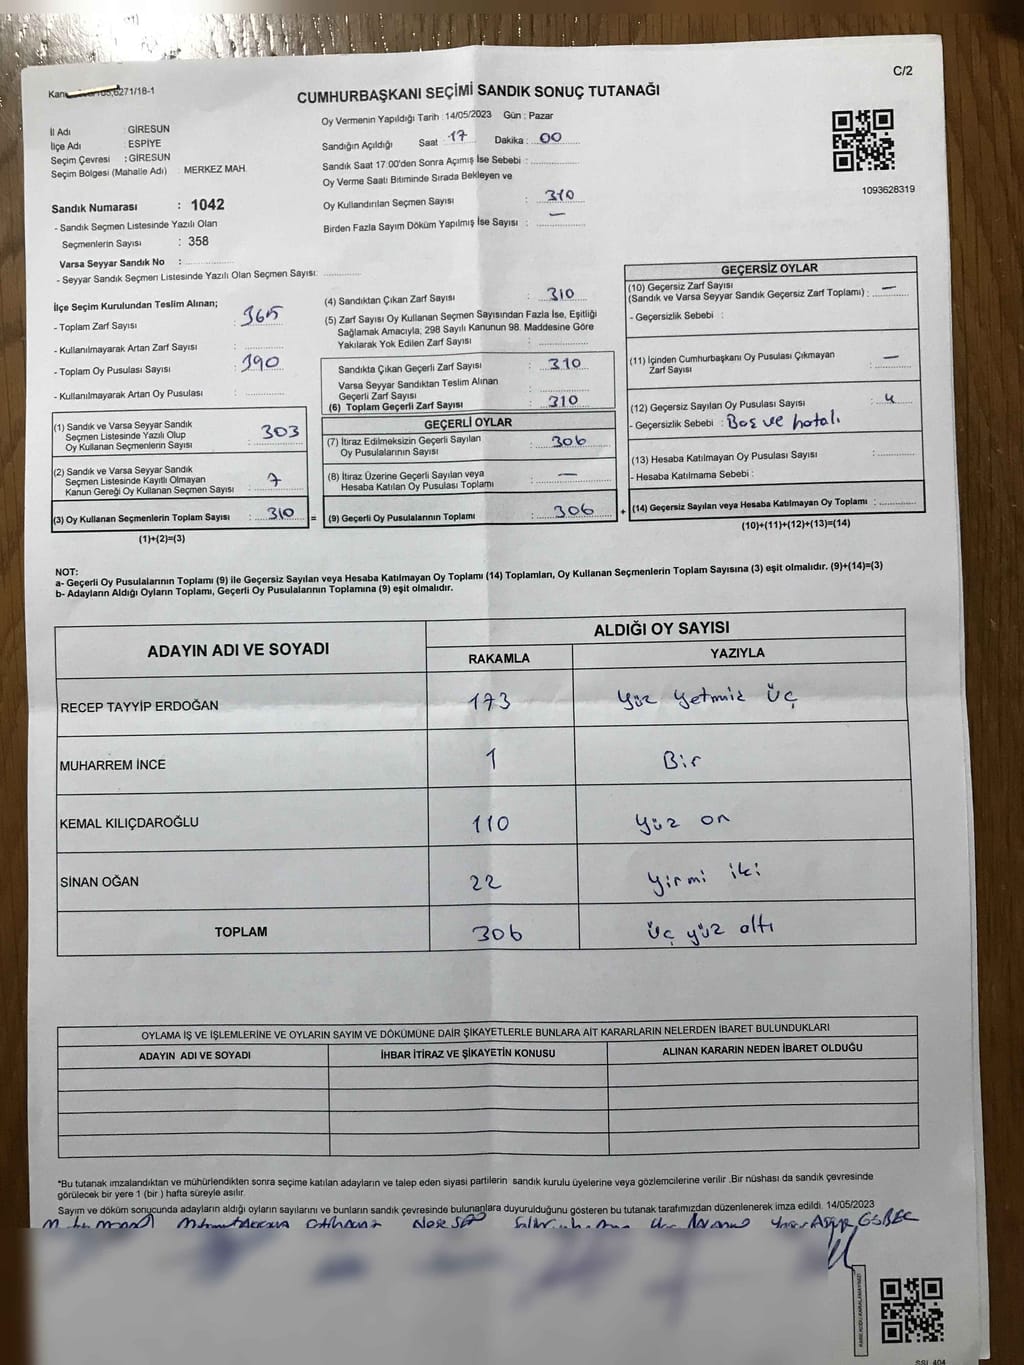 C/2
6271/18-1
CUMHURBAŞKANI SEÇİMİ SANDIK SONUÇ TUTANAĞI
İl Adı : GİRESUN
İlçe Adı : ESPİYE
Seçim Çevresi : GİRESUN
Seçim Bölgesi (Mahalle Adı) : MERKEZ MAH.
Sandık Numarası : 1042
- Sandık Seçmen Listesinde Yazılı Olan
Seçmenlerin Sayısı : 358
Varsa Seyyar Sandık No :
- Seyyar Sandık Seçmen Listesinde Yazılı Olan Seçmen Sayısı:
Oy Vermenin Yapıldığı Tarih : 14/05/2023 Gün : Pazar
Sandığın Açıldığı Saat : 17 Dakika : 00
Sandık Saat 17:00'den Sonra Açımış İse Sebebi :
Oy Verme Saati Bitiminde Sırada Bekleyen ve
Oy Kullandırılan Seçmen Sayısı : 310
Birden Fazla Sayım Döküm Yapılmış İse Sayısı : —
1093628319
İlçe Seçim Kurulundan Teslim Alınan;
- Toplam Zarf Sayısı : 365
- Kullanılmayarak Artan Zarf Sayısı :
- Toplam Oy Pusulası Sayısı : 390
- Kullanılmayarak Artan Oy Pusulası :
(1) Sandık ve Varsa Seyyar Sandık
Seçmen Listesinde Yazılı Olup
Oy Kullanan Seçmenlerin Sayısı : 303
(2) Sandık ve Varsa Seyyar Sandık
Seçmen Listesinde Kayıtlı Olmayan
Kanun Gereği Oy Kullanan Seçmen Sayısı : 7
(3) Oy Kullanan Seçmenlerin Toplam Sayısı : 310 =
(1)+(2)=(3)
(4) Sandıktan Çıkan Zarf Sayısı : 310
(5) Zarf Sayısı Oy Kullanan Seçmen Sayısından Fazla İse, Eşitliği
Sağlamak Amacıyla; 298 Sayılı Kanunun 98. Maddesine Göre
Yakılarak Yok Edilen Zarf Sayısı :
Sandıkta Çıkan Geçerli Zarf Sayısı : 310
Varsa Seyyar Sandıktan Teslim Alınan
Geçerli Zarf Sayısı :
(6) Toplam Geçerli Zarf Sayısı : 310
GEÇERLİ OYLAR
(7) İtiraz Edilmeksizin Geçerli Sayılan
Oy Pusulalarının Sayısı : 306
(8) İtiraz Üzerine Geçerli Sayılan veya
Hesaba Katılan Oy Pusulası Toplamı : —
(9) Geçerli Oy Pusulalarının Toplamı : 306 +
GEÇERSİZ OYLAR
(10) Geçersiz Zarf Sayısı
(Sandık ve Varsa Seyyar Sandık Geçersiz Zarf Toplamı) : —
- Geçersizlik Sebebi :
(11) İçinden Cumhurbaşkanı Oy Pusulası Çıkmayan
Zarf Sayısı : —
(12) Geçersiz Sayılan Oy Pusulası Sayısı : 4
- Geçersizlik Sebebi : Boş ve hatalı
(13) Hesaba Katılmayan Oy Pusulası Sayısı :
- Hesaba Katılmama Sebebi :
(14) Geçersiz Sayılan veya Hesaba Katılmayan Oy Toplamı :
(10)+(11)+(12)+(13)=(14)
NOT:
a- Geçerli Oy Pusulalarının Toplamı (9) ile Geçersiz Sayılan veya Hesaba Katılmayan Oy Toplamı (14) Toplamları, Oy Kullanan Seçmenlerin Toplam Sayısına (3) eşit olmalıdır. (9)+(14)=(3)
b- Adayların Aldığı Oyların Toplamı, Geçerli Oy Pusulalarının Toplamına (9) eşit olmalıdır.
ADAYIN ADI VE SOYADI ALDIĞI OY SAYISI
RAKAMLA YAZIYLA
RECEP TAYYİP ERDOĞAN 173 Yüz yetmiş üç
MUHARREM İNCE 1 Bir
KEMAL KILIÇDAROĞLU 110 Yüz on
SİNAN OĞAN 22 Yirmi iki
TOPLAM 306 Üç yüz altı
OYLAMA İŞ VE İŞLEMLERİNE VE OYLARIN SAYIM VE DÖKÜMÜNE DAİR ŞİKAYETLERLE BUNLARA AİT KARARLARIN NELERDEN İBARET BULUNDUKLARI
ADAYIN ADI VE SOYADI İHBAR İTİRAZ VE ŞİKAYETİN KONUSU ALINAN KARARIN NEDEN İBARET OLDUĞU
*Bu tutanak imzalandıktan ve mühürlendikten sonra seçime katılan adayların ve talep eden siyasi partilerin sandık kurulu üyelerine veya gözlemcilerine verilir .Bir nüshası da sandık çevresinde
görülecek bir yere 1 (bir ) hafta süreyle asılır.
Sayım ve döküm sonucunda adayların aldığı oyların sayılarını ve bunların sandık çevresinde bulunanlara duyurulduğunu gösteren bu tutanak tarafımızdan düzenlenerek imza edildi. 14/05/2023